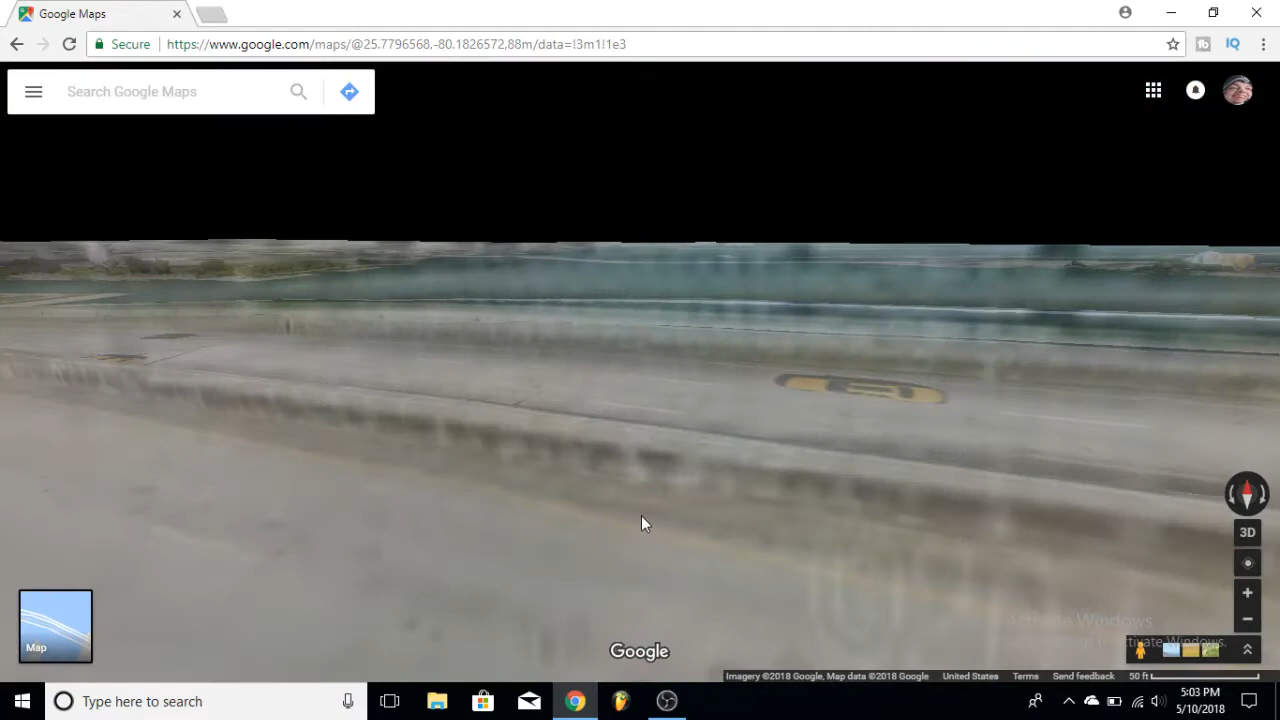 Google Maps
Secure
https://www.google.com/maps/@25.7796568,-80.1826572,88m/data=!3m1!1e3
Search Google Maps
3D
Map
Google
Activate Windows
Imagery ©2018 Google, Map data ©2018 Google United States Terms Send feedback 50 ft
Type here to search
5:03 PM
5/10/2018